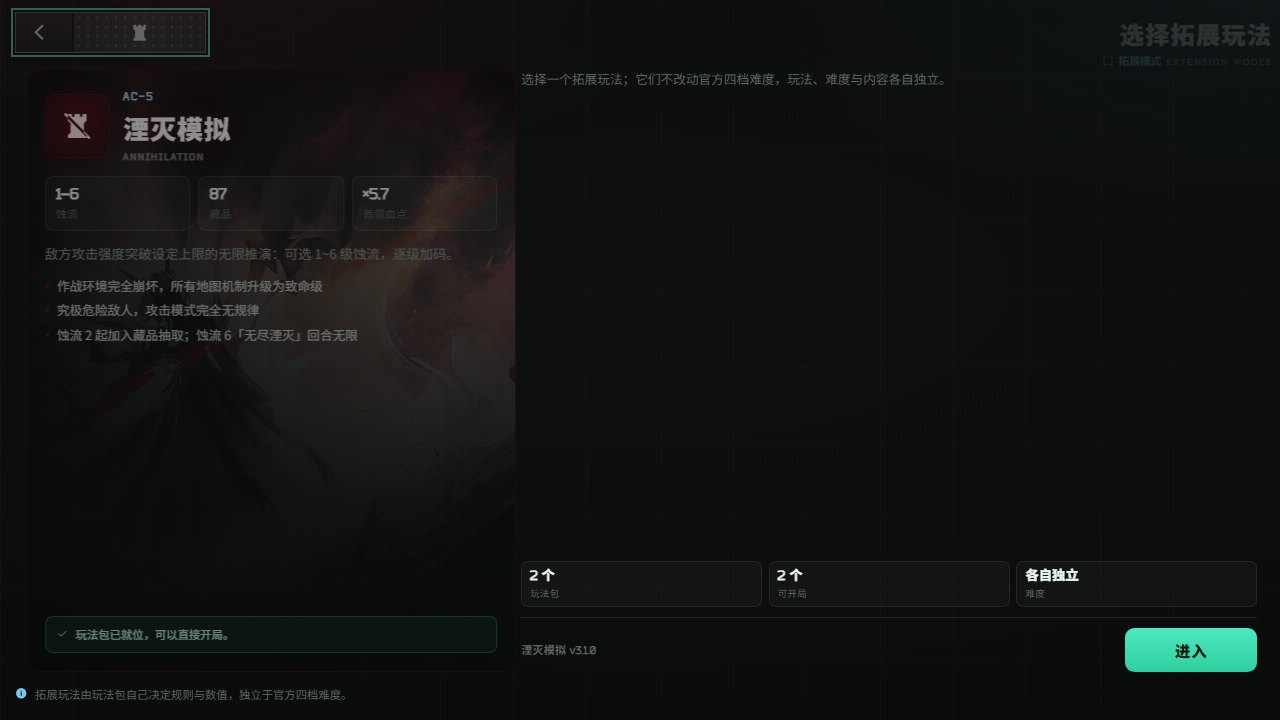 选择拓展玩法
拓展模式 EXTENSION MODES
AC-5
湮灭模拟
ANNIHILATION
1–6
蚀流
87
藏品
×5.7
首领血点
敌方攻击强度突破设定上限的无限推演：可选 1~6 级蚀流，逐级加码。
作战环境完全崩坏，所有地图机制升级为致命级
究极危险敌人，攻击模式完全无规律
蚀流 2 起加入藏品抽取；蚀流 6「无尽湮灭」回合无限
玩法包已就位，可以直接开局。
选择一个拓展玩法；它们不改动官方四档难度，玩法、难度与内容各自独立。
2 个
玩法包
2 个
可开局
各自独立
难度
湮灭模拟 v3.1.0
进入
拓展玩法由玩法包自己决定规则与数值，独立于官方四档难度。